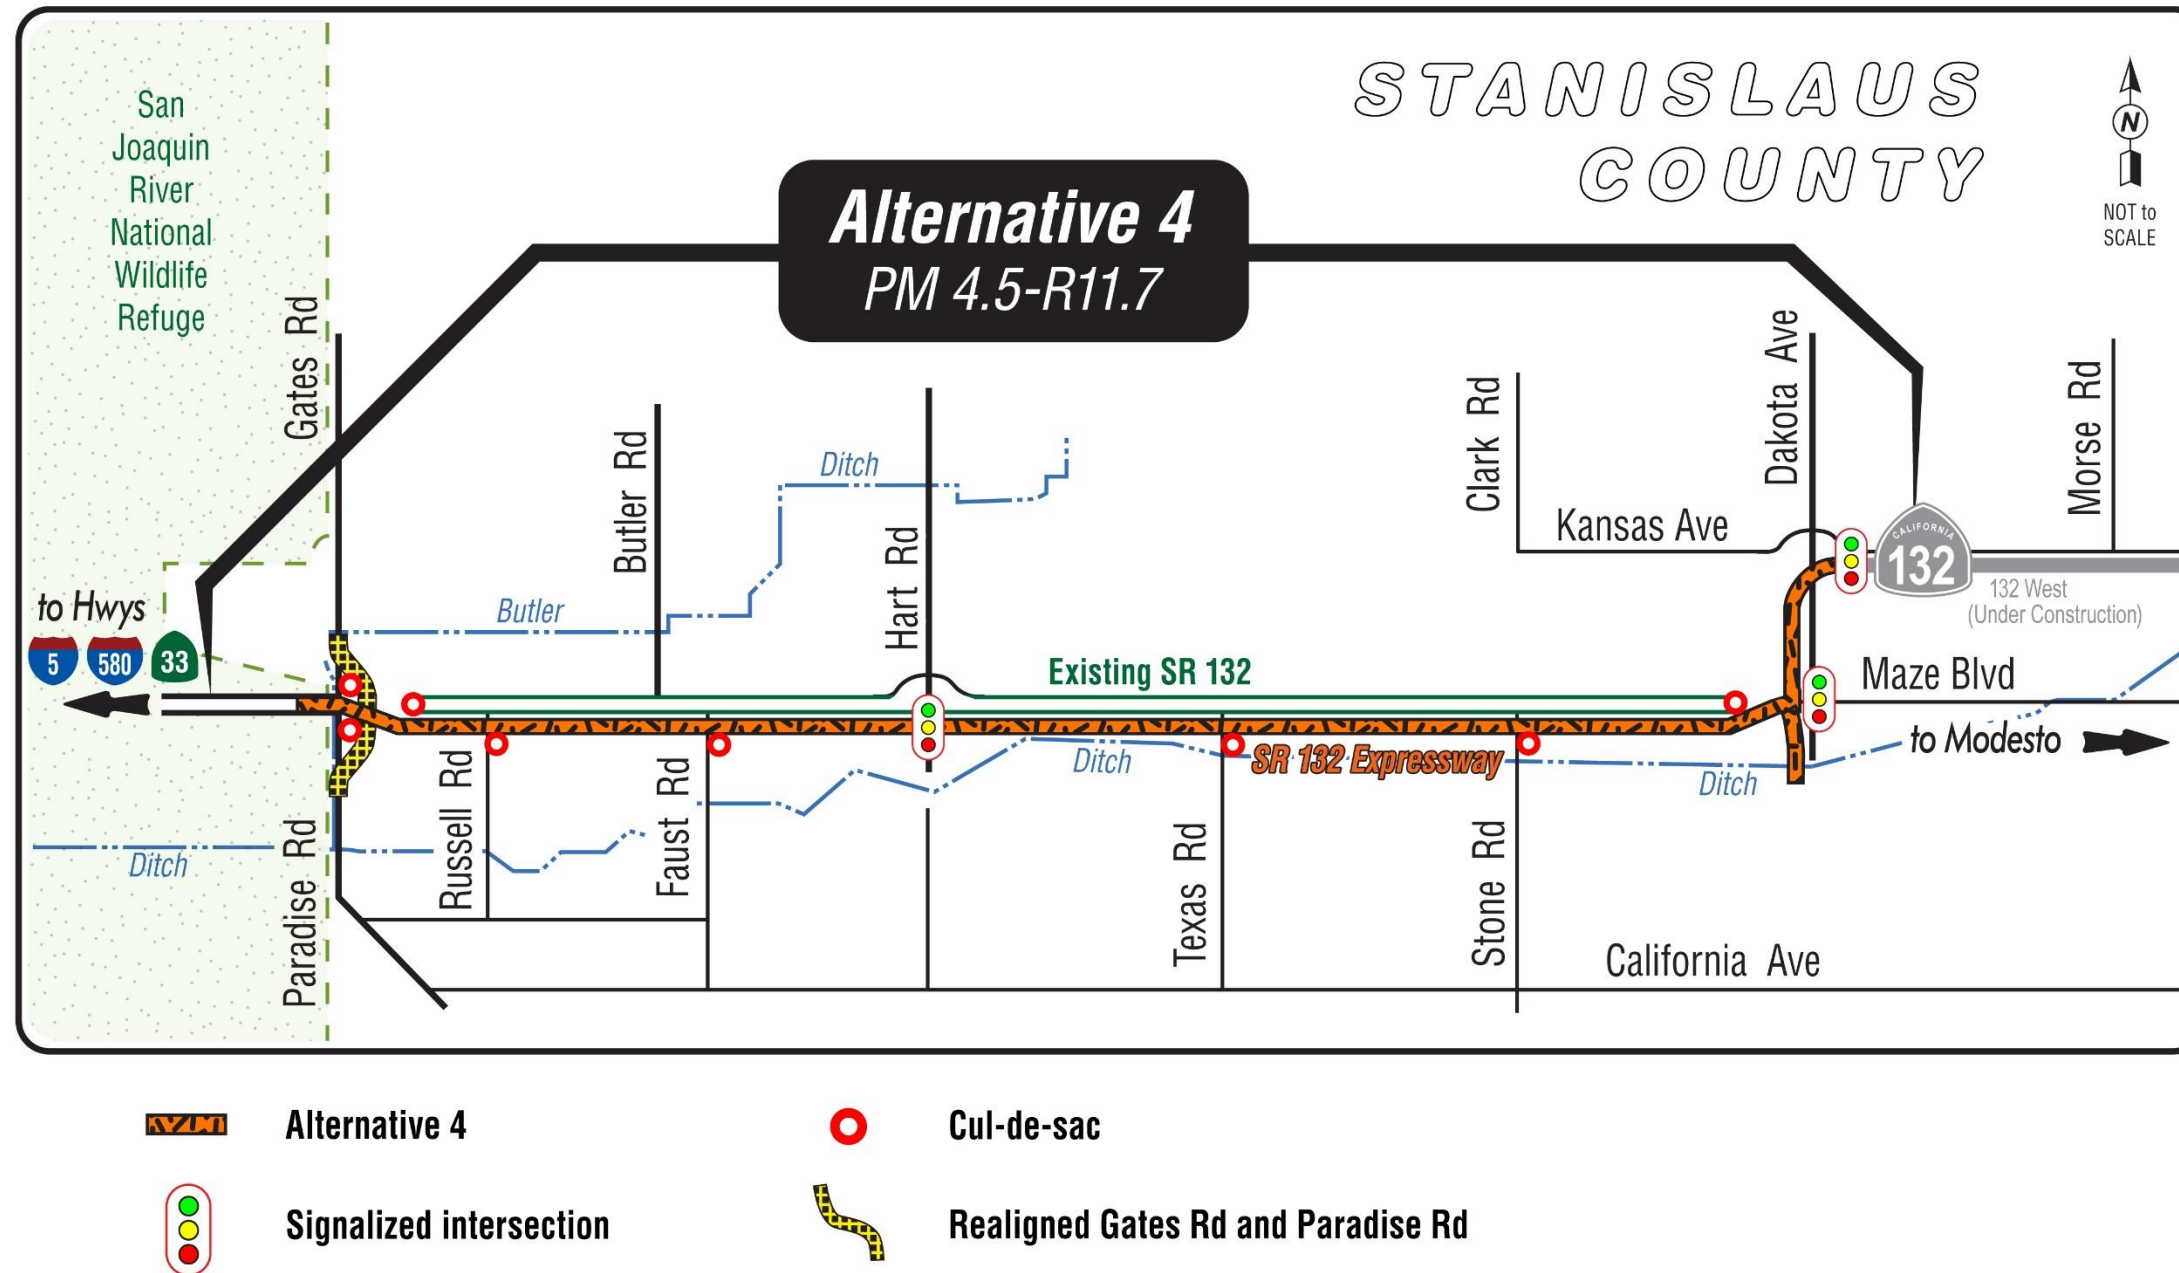 STANISLAUS
COUNTY
N
NOT to
SCALE
San
Joaquin
River
National
Wildlife
Refuge
Alternative 4
PM 4.5-R11.7
Gates Rd
Butler Rd
Ditch
Hart Rd
Clark Rd
Kansas Ave
Dakota Ave
Morse Rd
CALIFORNIA
132
132 West
(Under Construction)
to Hwys
5
580
33
Butler
Existing SR 132
Maze Blvd
to Modesto
SR 132 Expressway
Ditch
Ditch
Ditch
Paradise Rd
Russell Rd
Faust Rd
Texas Rd
Stone Rd
California Ave
Alternative 4
Cul-de-sac
Signalized intersection
Realigned Gates Rd and Paradise Rd